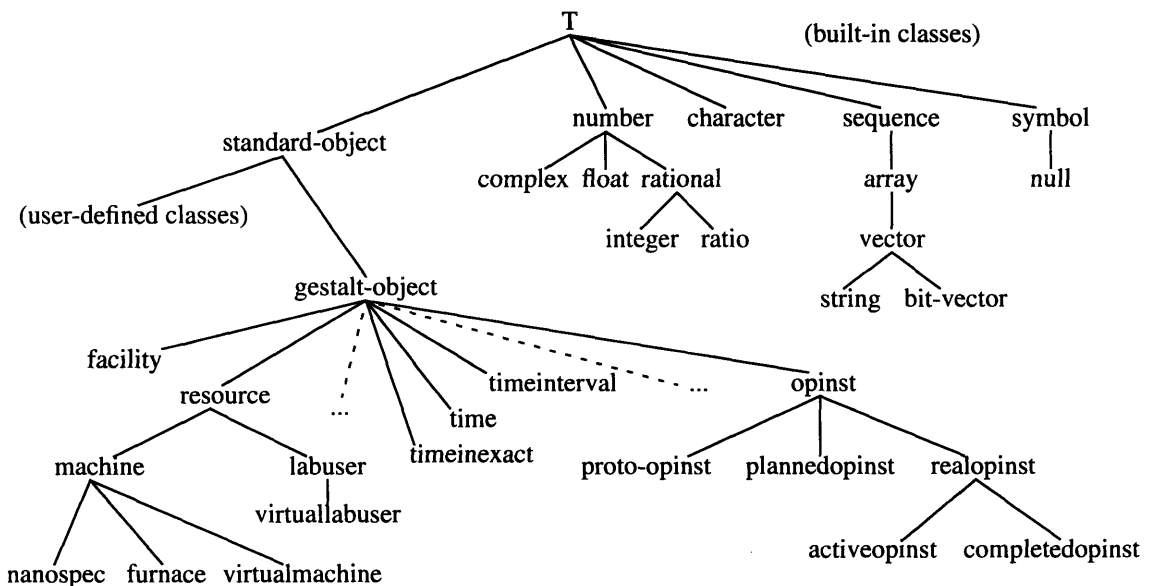 T
(built-in classes)
number character sequence symbol
standard-object
complex float rational array null
(user-defined classes)
integer ratio vector
gestalt-object
string bit-vector
facility
timeinterval ... opinst
resource
...
time
timeinexact
machine labuser proto-opinst plannedopinst realopinst
virtuallabuser
activeopinst completedopinst
nanospec furnace virtualmachine